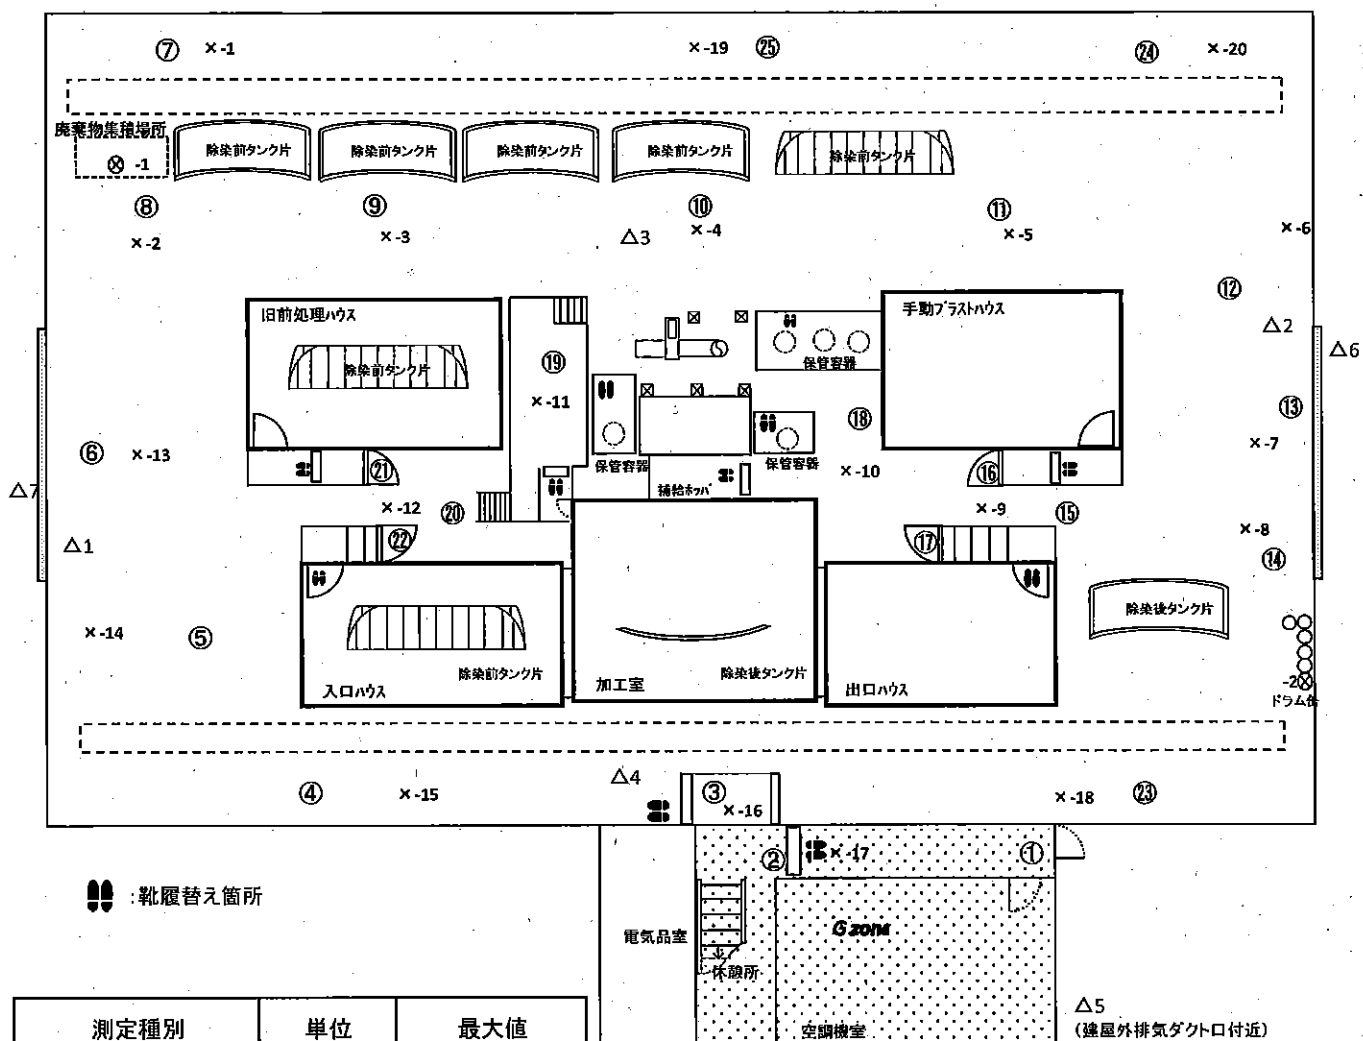 ⑦ ×-1 ×-19 ㉕ ㉔ ×-20
廃棄物集積場所
⊗ -1
除染前タンク片 除染前タンク片 除染前タンク片 除染前タンク片 除染前タンク片
⑧ ⑨ ⑩ ⑪
×-2 ×-3 △3 ×-4 ×-5 ×-6
⑫
旧前処理ハウス 手動ブラストハウス
△2 △6
除染前タンク片 ⑲ 保管容器
×-11 ⑱ ⑬
⑥ ×-13 ㉑ 保管容器 保管容器 ×-10 ⑯ ×-7
△7 補給ホッパ
×-12 ⑳ ×-9 ⑮ ×-8
△1 ㉒ ⑰ ⑭
除染後タンク片
×-14 ⑤
入口ハウス 除染前タンク片 加工室 除染後タンク片 出口ハウス
-2⊗
ドラム缶
④ ×-15 △4 ③ ×-16 ×-18 ㉓
② ×-17 ①
:靴履替え箇所
電気品室 G zone
休憩所
測定種別 単位 最大値
空調機室
△5
(建屋外排気ダクト口付近)